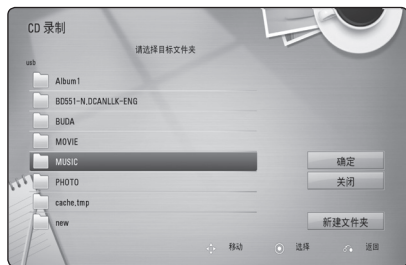 CD 录制
请选择目标文件夹
usb
Album1
BD551-N,DCANLLK-ENG
BUDA
MOVIE
MUSIC
PHOTO
cache.tmp
new
确定
关闭
新建文件夹
移动 选择 返回